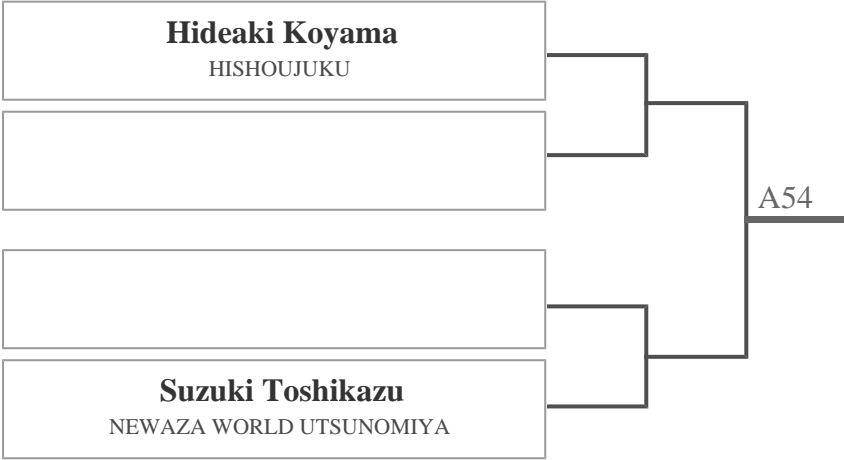 Hideaki Koyama
HISHOUJUKU
A54
Suzuki Toshikazu
NEWAZA WORLD UTSUNOMIYA